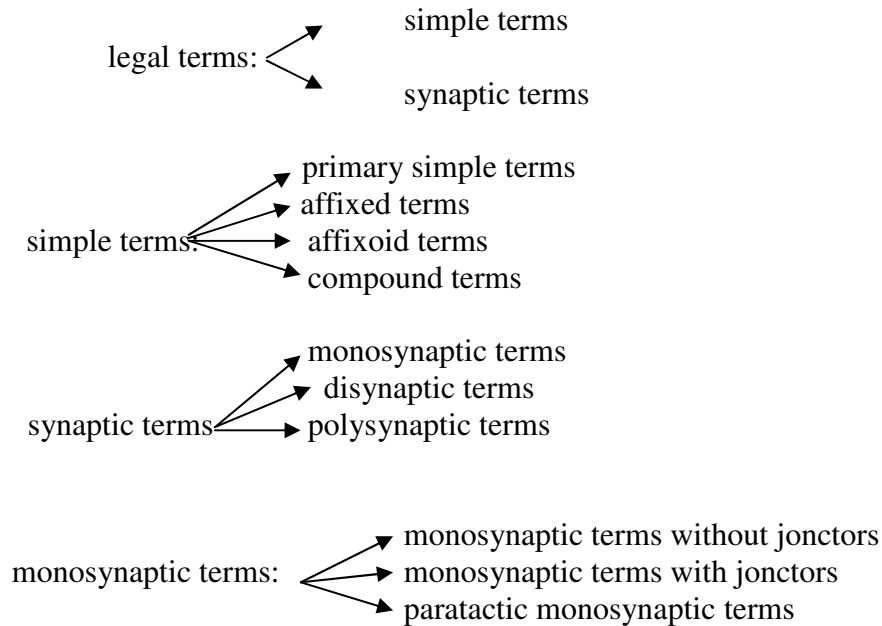 simple terms
legal terms:
synaptic terms
primary simple terms
affixed terms
simple terms:
affixoid terms
compound terms
monosynaptic terms
disynaptic terms
synaptic terms
polysynaptic terms
monosynaptic terms without jonctors
monosynaptic terms:
monosynaptic terms with jonctors
paratactic monosynaptic terms